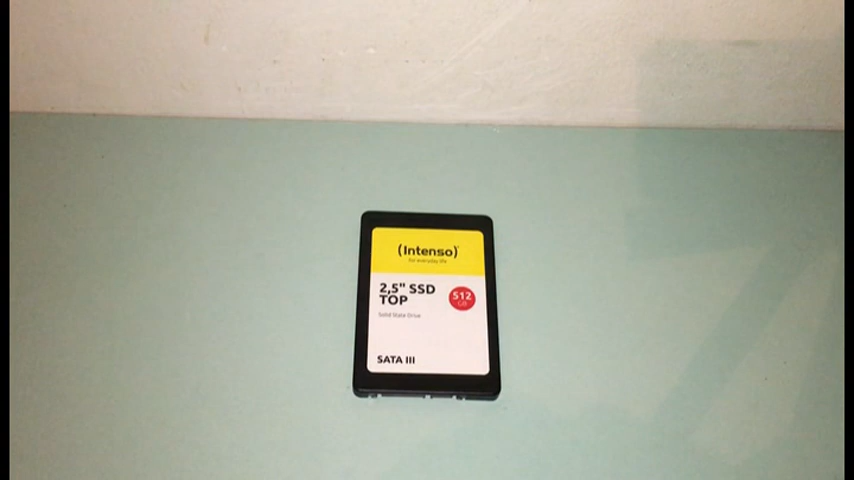 (Intenso)
for everyday life
2,5" SSD
TOP
512
GB
Solid State Drive
SATA III